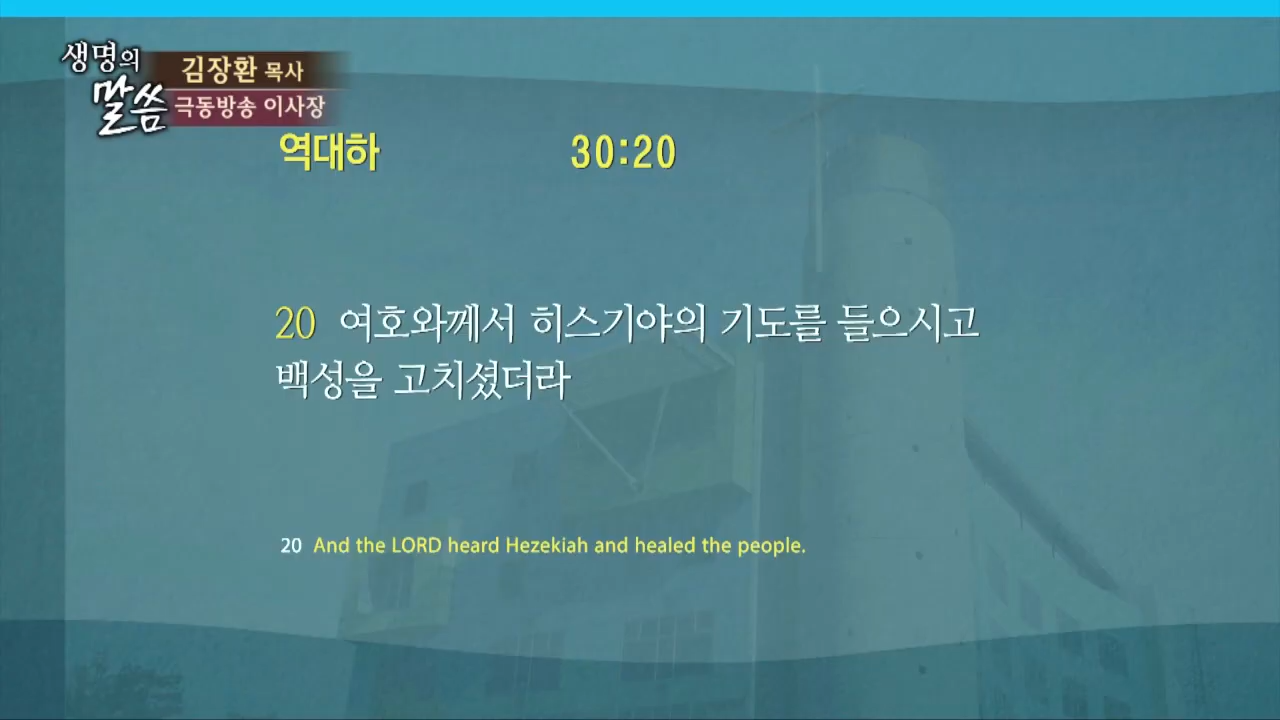 생명의
말씀
김장환 목사
극동방송 이사장
역대하 30:20
20 여호와께서 히스기야의 기도를 들으시고
백성을 고치셨더라
20 And the LORD heard Hezekiah and healed the people.